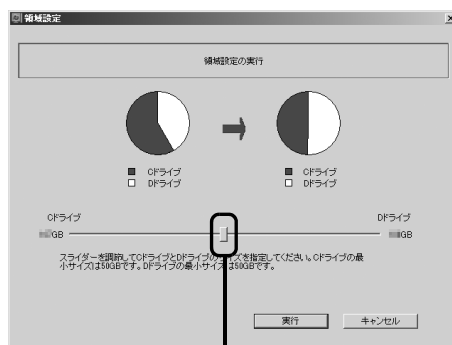 領域設定
領域設定の実行
Cドライブ
Dドライブ
Cドライブ
Dドライブ
Cドライブ
Dドライブ
GB
GB
スライダーを調節してCドライブとDドライブのサイズを指定してください。Cドライブの最
小サイズは50GBです。Dドライブの最小サイズは50GBです。
実行
キャンセル